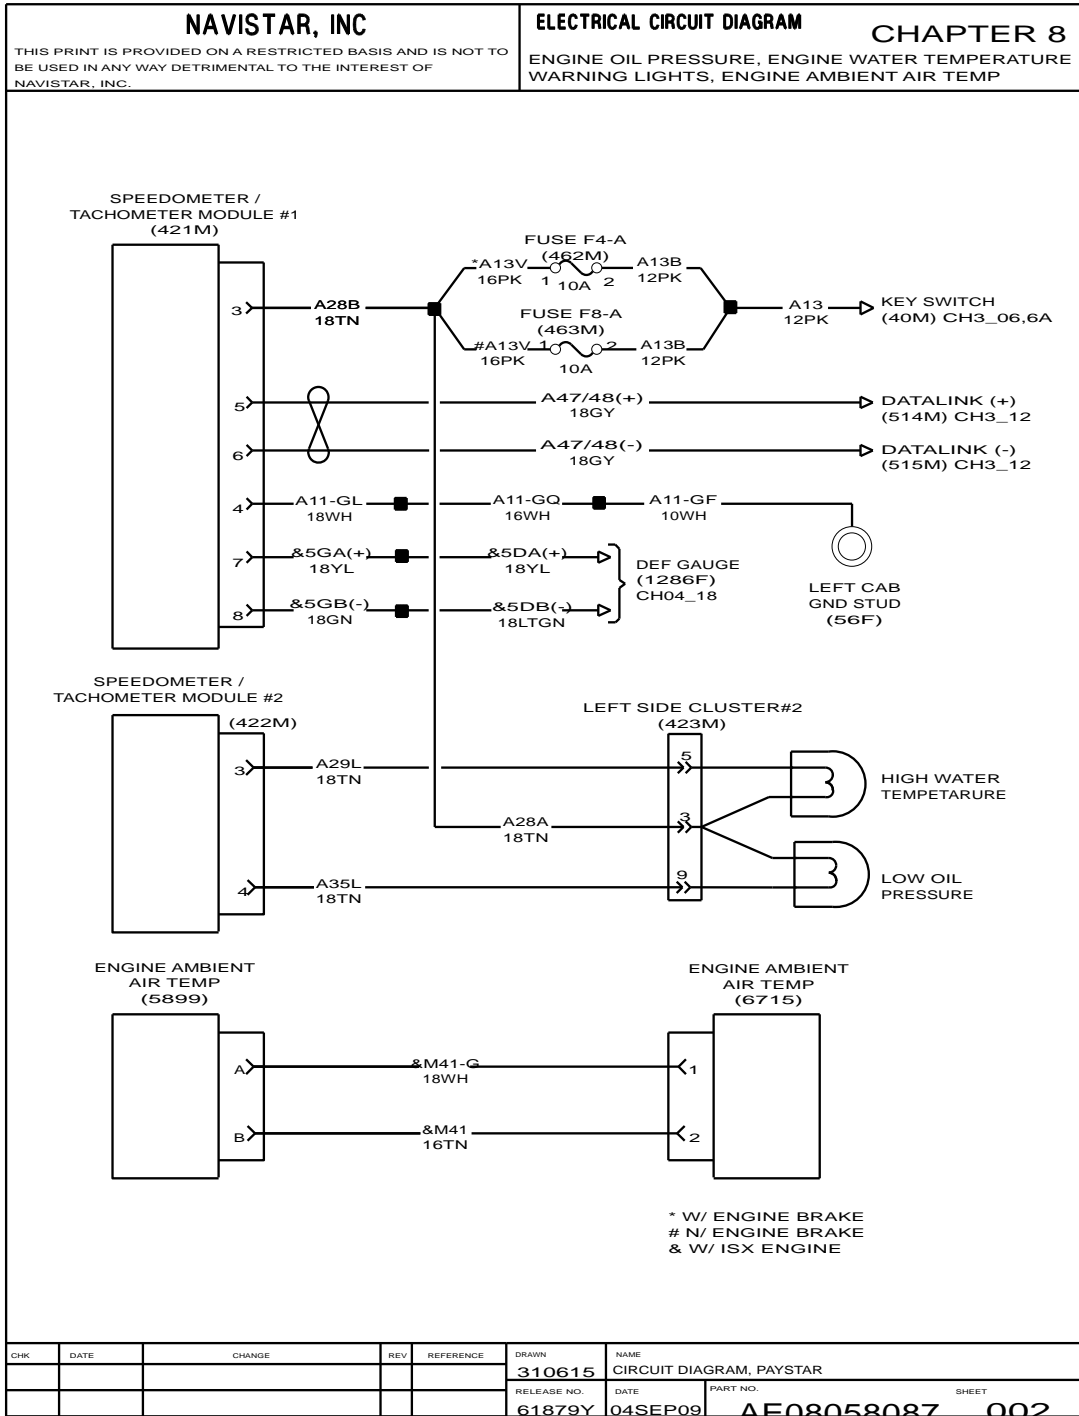 NAVISTAR, INC
THIS PRINT IS PROVIDED ON A RESTRICTED BASIS AND IS NOT TO
BE USED IN ANY WAY DETRIMENTAL TO THE INTEREST OF
NAVISTAR, INC.
ELECTRICAL CIRCUIT DIAGRAM
CHAPTER 8
ENGINE OIL PRESSURE, ENGINE WATER TEMPERATURE
WARNING LIGHTS, ENGINE AMBIENT AIR TEMP
SPEEDOMETER /
TACHOMETER MODULE #1
(421M)
FUSE F4-A
(462M)
*A13V
16PK
1
10A
2
A13B
12PK
3
A28B
18TN
FUSE F8-A
(463M)
#A13V
16PK
1
10A
2
A13B
12PK
A13
12PK
KEY SWITCH
(40M) CH3_06,6A
5
A47/48(+)
18GY
DATALINK (+)
(514M) CH3_12
6
A47/48(-)
18GY
DATALINK (-)
(515M) CH3_12
4
A11-GL
18WH
A11-GQ
16WH
A11-GF
10WH
LEFT CAB
GND STUD
(56F)
7
&5GA(+)
18YL
&5DA(+)
18YL
8
&5GB(-)
18GN
&5DB(-)
18LTGN
DEF GAUGE
(1286F)
CH04_18
SPEEDOMETER /
TACHOMETER MODULE #2
(422M)
LEFT SIDE CLUSTER#2
(423M)
3
A29L
18TN
5
HIGH WATER
TEMPETARURE
A28A
18TN
3
4
A35L
18TN
9
LOW OIL
PRESSURE
ENGINE AMBIENT
AIR TEMP
(5899)
ENGINE AMBIENT
AIR TEMP
(6715)
A
&M41-G
18WH
1
B
&M41
16TN
2
* W/ ENGINE BRAKE
# N/ ENGINE BRAKE
& W/ ISX ENGINE
CHK
DATE
CHANGE
REV
REFERENCE
DRAWN
310615
NAME
CIRCUIT DIAGRAM, PAYSTAR
RELEASE NO.
61879Y
DATE
04SEP09
PART NO.
AE08058087
SHEET
002